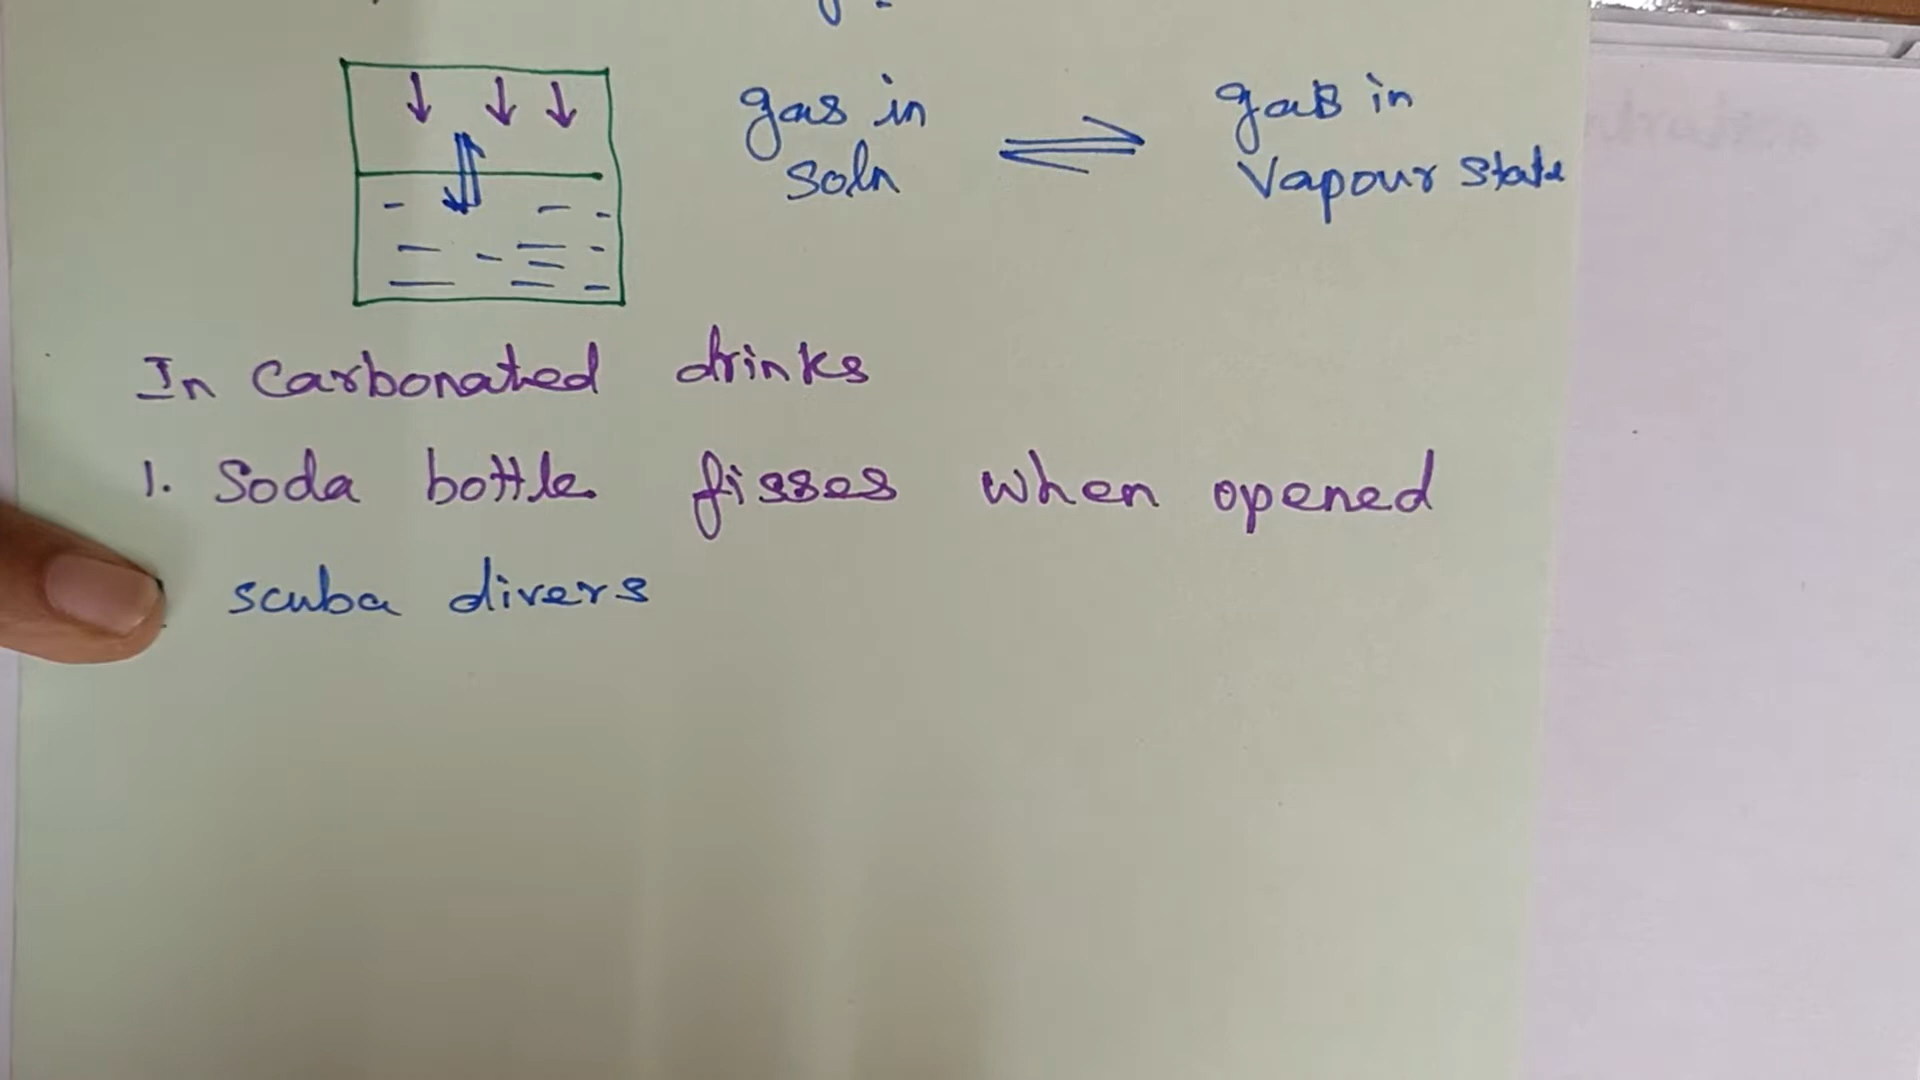 gas in soln ⇌ gas in Vapour state
In carbonated drinks
1. Soda bottle fisses when opened
scuba divers